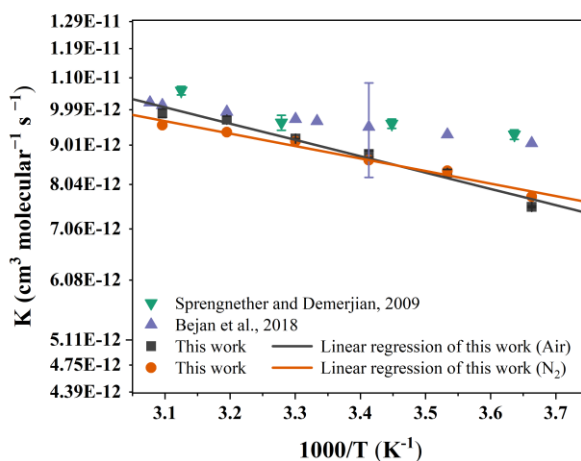 1.29E-11
1.19E-11
1.10E-11
9.99E-12
9.01E-12
8.04E-12
7.06E-12
6.08E-12
5.11E-12
4.75E-12
4.39E-12
K (cm³ molecular⁻¹ s⁻¹)
Sprengnether and Demerjian, 2009
Bejan et al., 2018
This work Linear regression of this work (Air)
This work Linear regression of this work (N₂)
3.1 3.2 3.3 3.4 3.5 3.6 3.7
1000/T (K⁻¹)